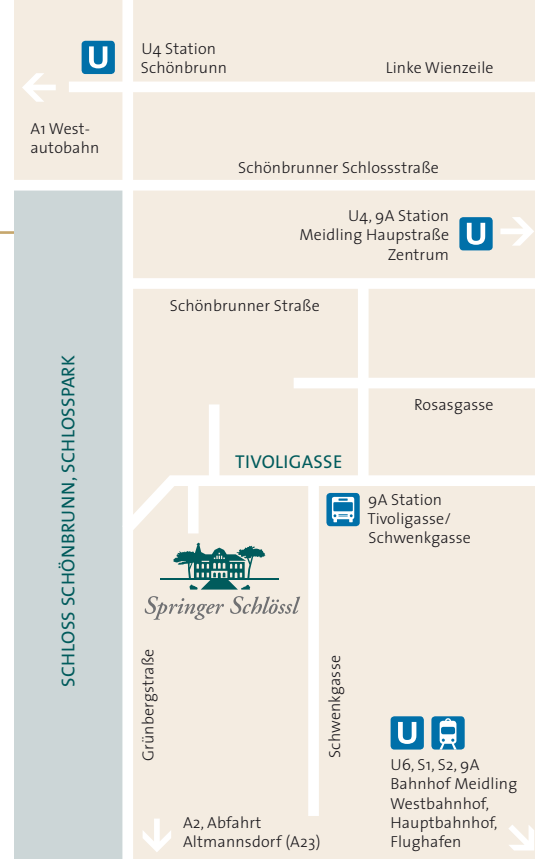 U
U4 Station
Schönbrunn
Linke Wienzeile
A1 West-
autobahn
Schönbrunner Schlossstraße
U4, 9A Station
Meidling Haupstraße
Zentrum
U
Schönbrunner Straße
Rosasgasse
TIVOLIGASSE
9A Station
Tivoligasse/
Schwenkgasse
SCHLOSS SCHÖNBRUNN, SCHLOSSPARK
Springer Schlössl
Grünbergstraße
Schwenkgasse
U
U6, S1, S2, 9A
Bahnhof Meidling
Westbahnhof,
Hauptbahnhof,
Flughafen
A2, Abfahrt
Altmannsdorf (A23)